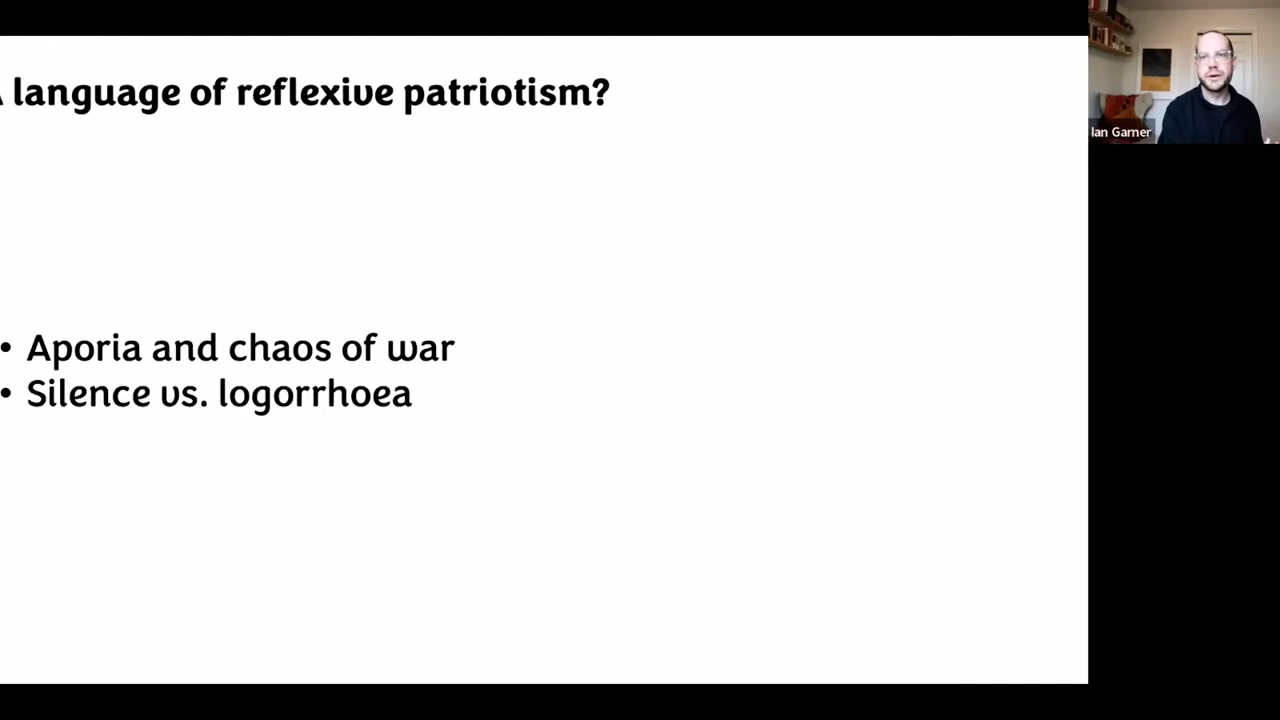 language of reflexive patriotism?
• Aporia and chaos of war
• Silence vs. logorrhoea
Ian Garner